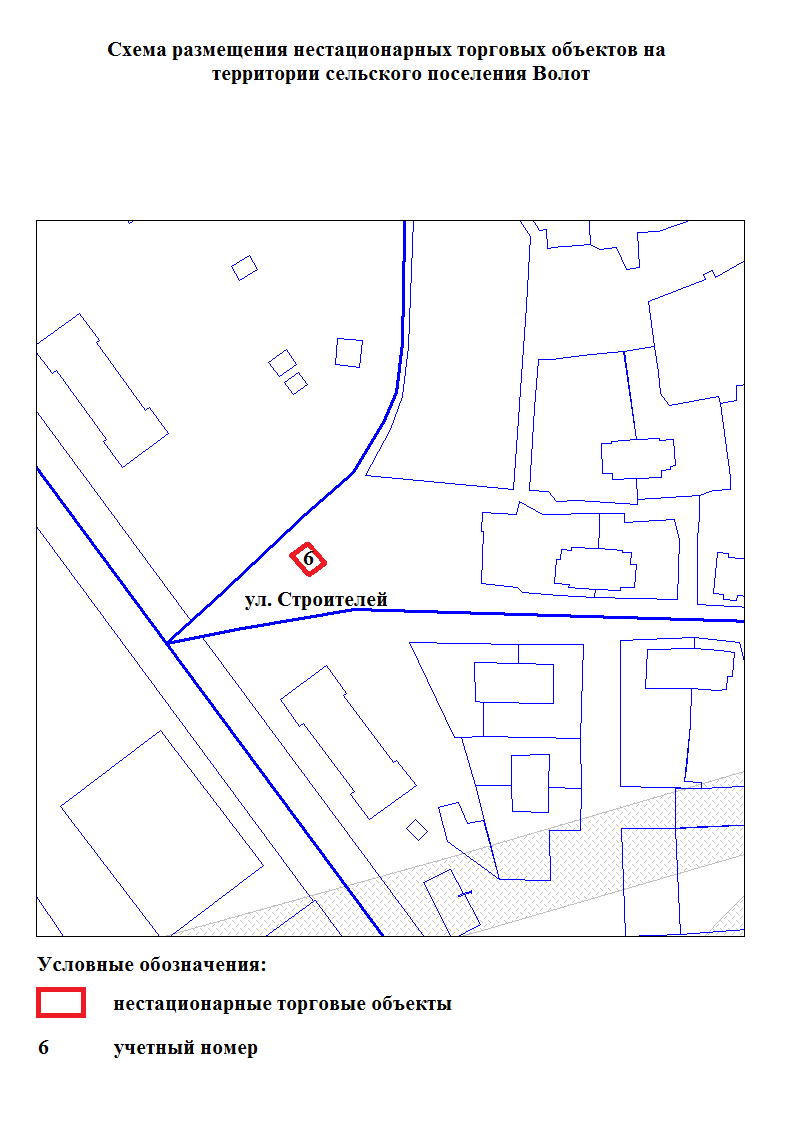 Схема размещения нестационарных торговых объектов на
территории сельского поселения Волот
6
ул. Строителей
Условные обозначения:
нестационарные торговые объекты
6 учетный номер